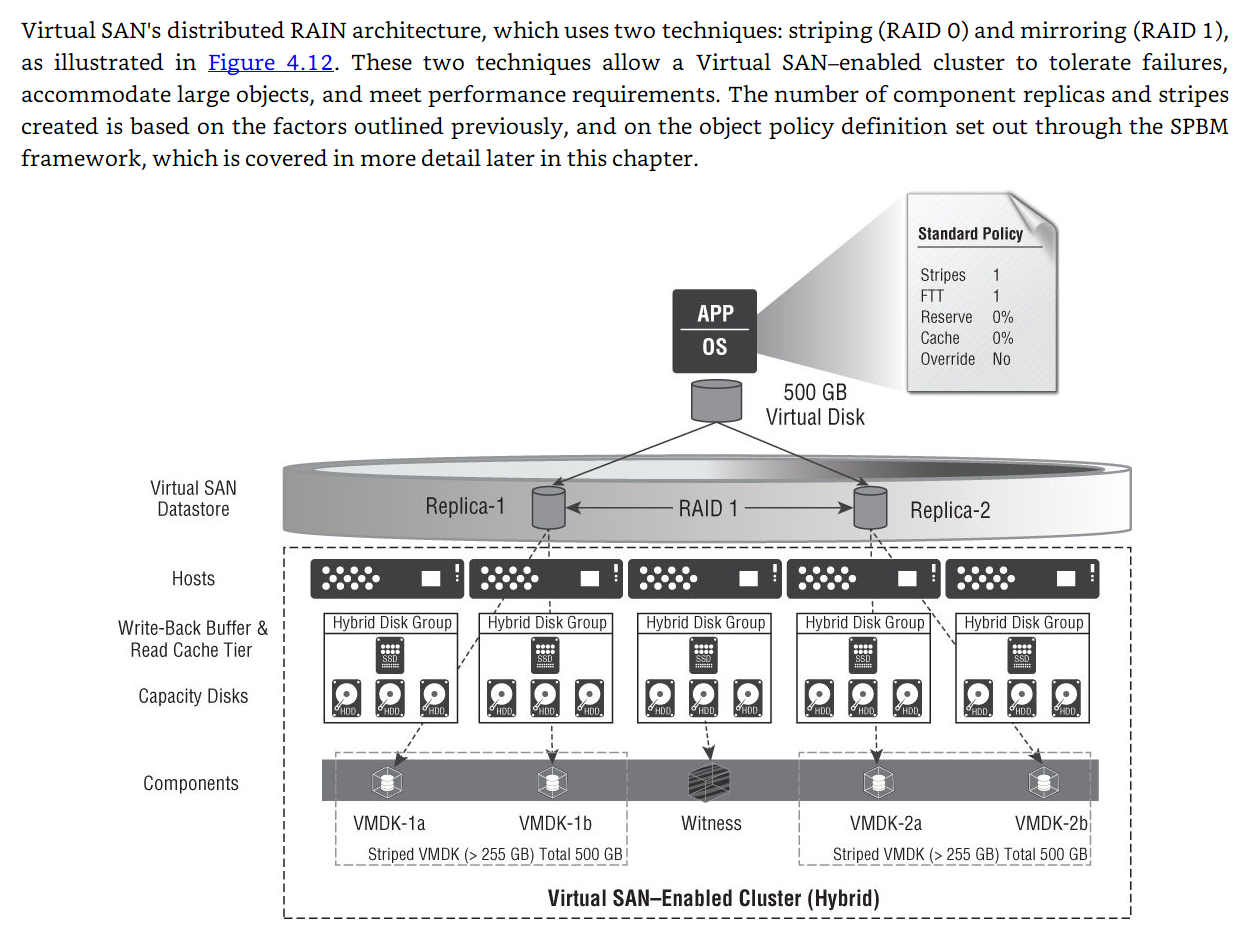 Virtual SAN's distributed RAIN architecture, which uses two techniques: striping (RAID 0) and mirroring (RAID 1),
as illustrated in Figure 4.12. These two techniques allow a Virtual SAN–enabled cluster to tolerate failures,
accommodate large objects, and meet performance requirements. The number of component replicas and stripes
created is based on the factors outlined previously, and on the object policy definition set out through the SPBM
framework, which is covered in more detail later in this chapter.
Standard Policy
Stripes 1
FTT 1
Reserve 0%
Cache 0%
Override No
APP
OS
500 GB
Virtual Disk
Virtual SAN
Datastore
Replica-1
RAID 1
Replica-2
Hosts
Write-Back Buffer &
Read Cache Tier
Hybrid Disk Group Hybrid Disk Group Hybrid Disk Group Hybrid Disk Group Hybrid Disk Group
SSD SSD SSD SSD SSD
Capacity Disks
HDD HDD HDD HDD HDD HDD HDD HDD HDD HDD HDD HDD HDD HDD HDD
Components
VMDK-1a VMDK-1b Witness VMDK-2a VMDK-2b
Striped VMDK (> 255 GB) Total 500 GB Striped VMDK (> 255 GB) Total 500 GB
Virtual SAN–Enabled Cluster (Hybrid)